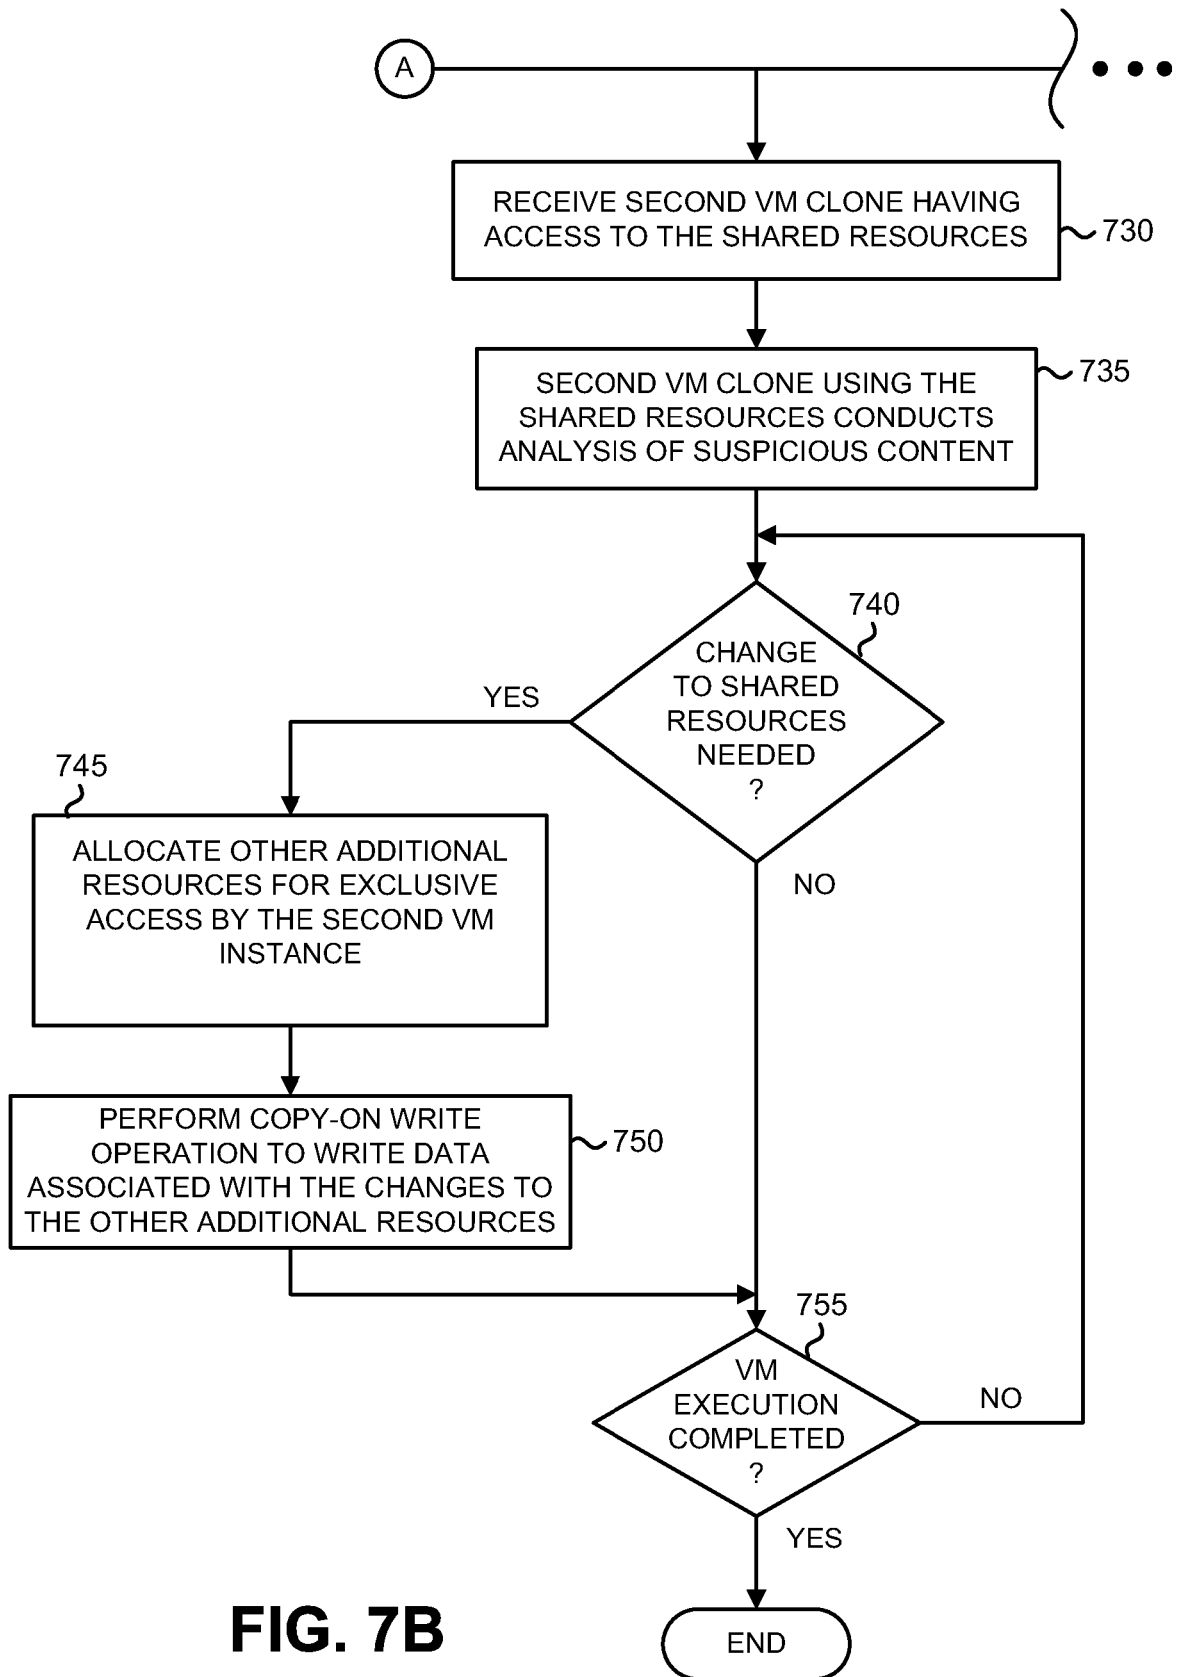 A
RECEIVE SECOND VM CLONE HAVING
ACCESS TO THE SHARED RESOURCES
730
SECOND VM CLONE USING THE
SHARED RESOURCES CONDUCTS
ANALYSIS OF SUSPICIOUS CONTENT
735
740
CHANGE
TO SHARED
RESOURCES
NEEDED
?
YES
NO
745
ALLOCATE OTHER ADDITIONAL
RESOURCES FOR EXCLUSIVE
ACCESS BY THE SECOND VM
INSTANCE
PERFORM COPY-ON WRITE
OPERATION TO WRITE DATA
ASSOCIATED WITH THE CHANGES TO
THE OTHER ADDITIONAL RESOURCES
750
755
VM
EXECUTION
COMPLETED
?
NO
YES
END
FIG. 7B